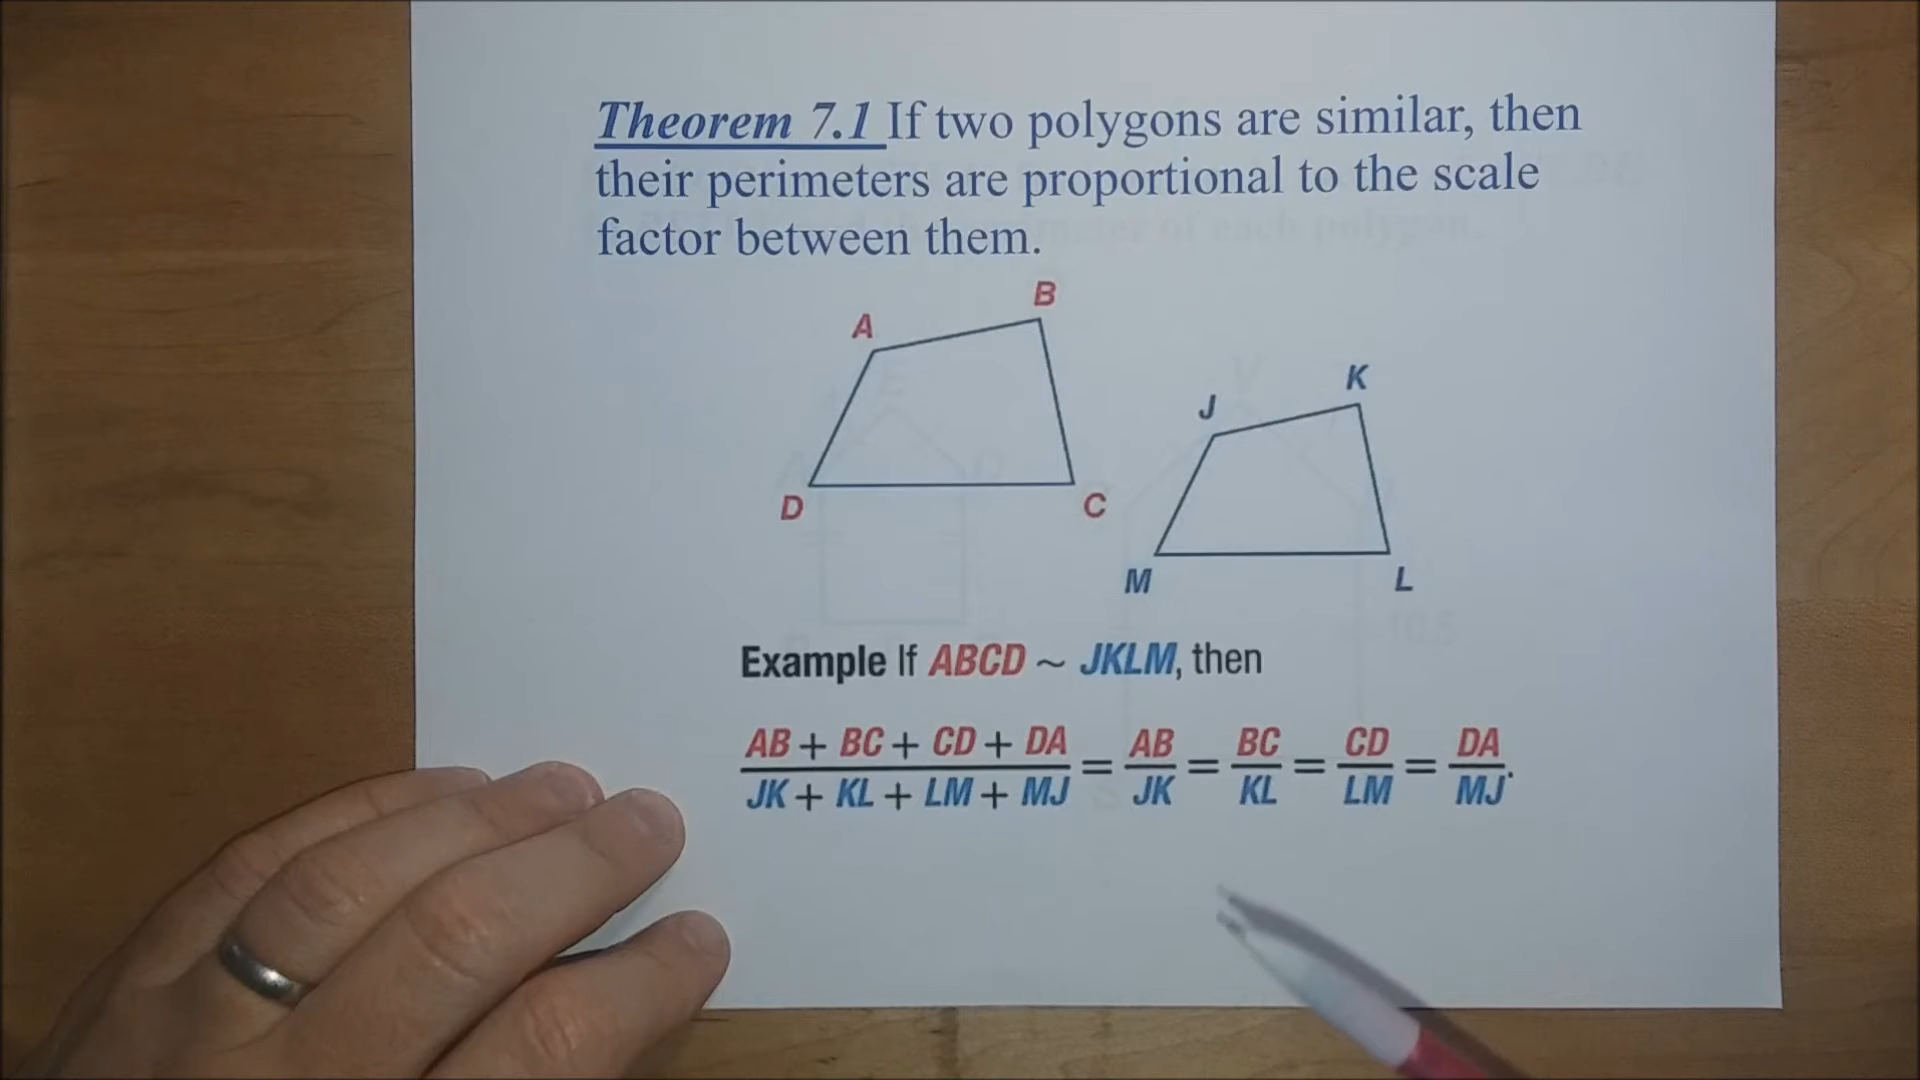 Theorem 7.1 If two polygons are similar, then
their perimeters are proportional to the scale
factor between them.
A
B
D
C
J
K
M
L
Example If ABCD ~ JKLM, then
AB + BC + CD + DA / JK + KL + LM + MJ = AB / JK = BC / KL = CD / LM = DA / MJ.